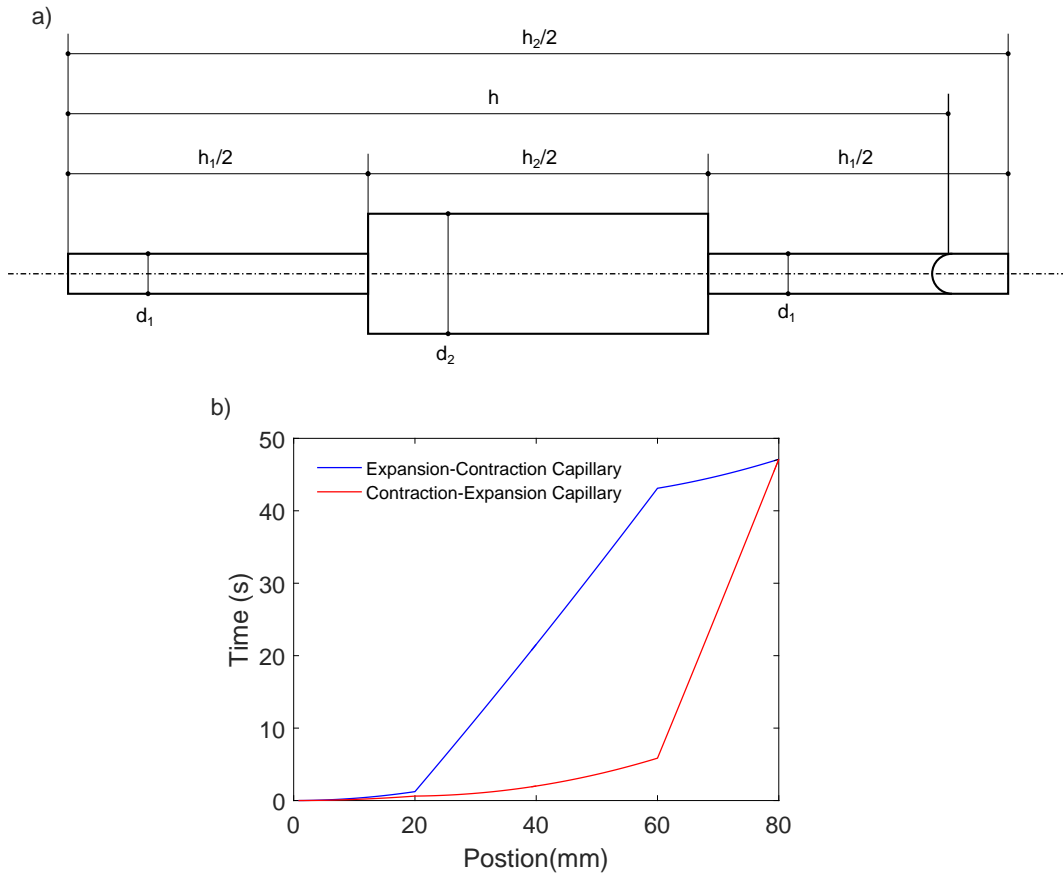 a)
h₂/2
h
h₁/2 h₂/2 h₁/2
d₁ d₂ d₁
b)
50
40
30
20
10
0
Time (s)
Expansion-Contraction Capillary
Contraction-Expansion Capillary
0 20 40 60 80
Postion(mm)